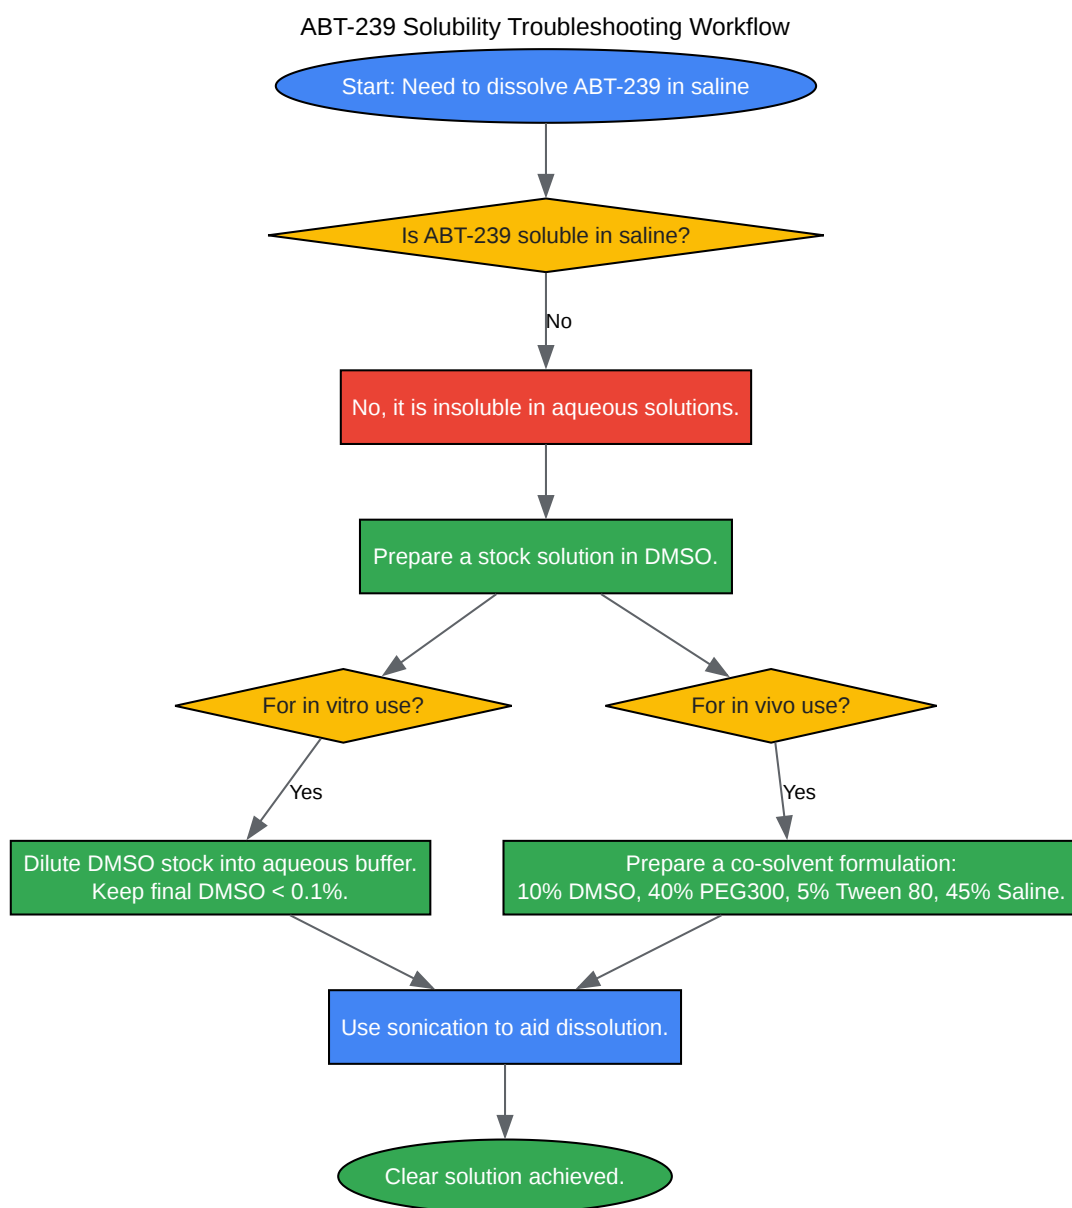 ABT-239 Solubility Troubleshooting Workflow
Start: Need to dissolve ABT-239 in saline
Is ABT-239 soluble in saline?
No
No, it is insoluble in aqueous solutions.
Prepare a stock solution in DMSO.
For in vitro use?
For in vivo use?
Yes
Yes
Dilute DMSO stock into aqueous buffer.
Keep final DMSO < 0.1%.
Prepare a co-solvent formulation:
10% DMSO, 40% PEG300, 5% Tween 80, 45% Saline.
Use sonication to aid dissolution.
Clear solution achieved.